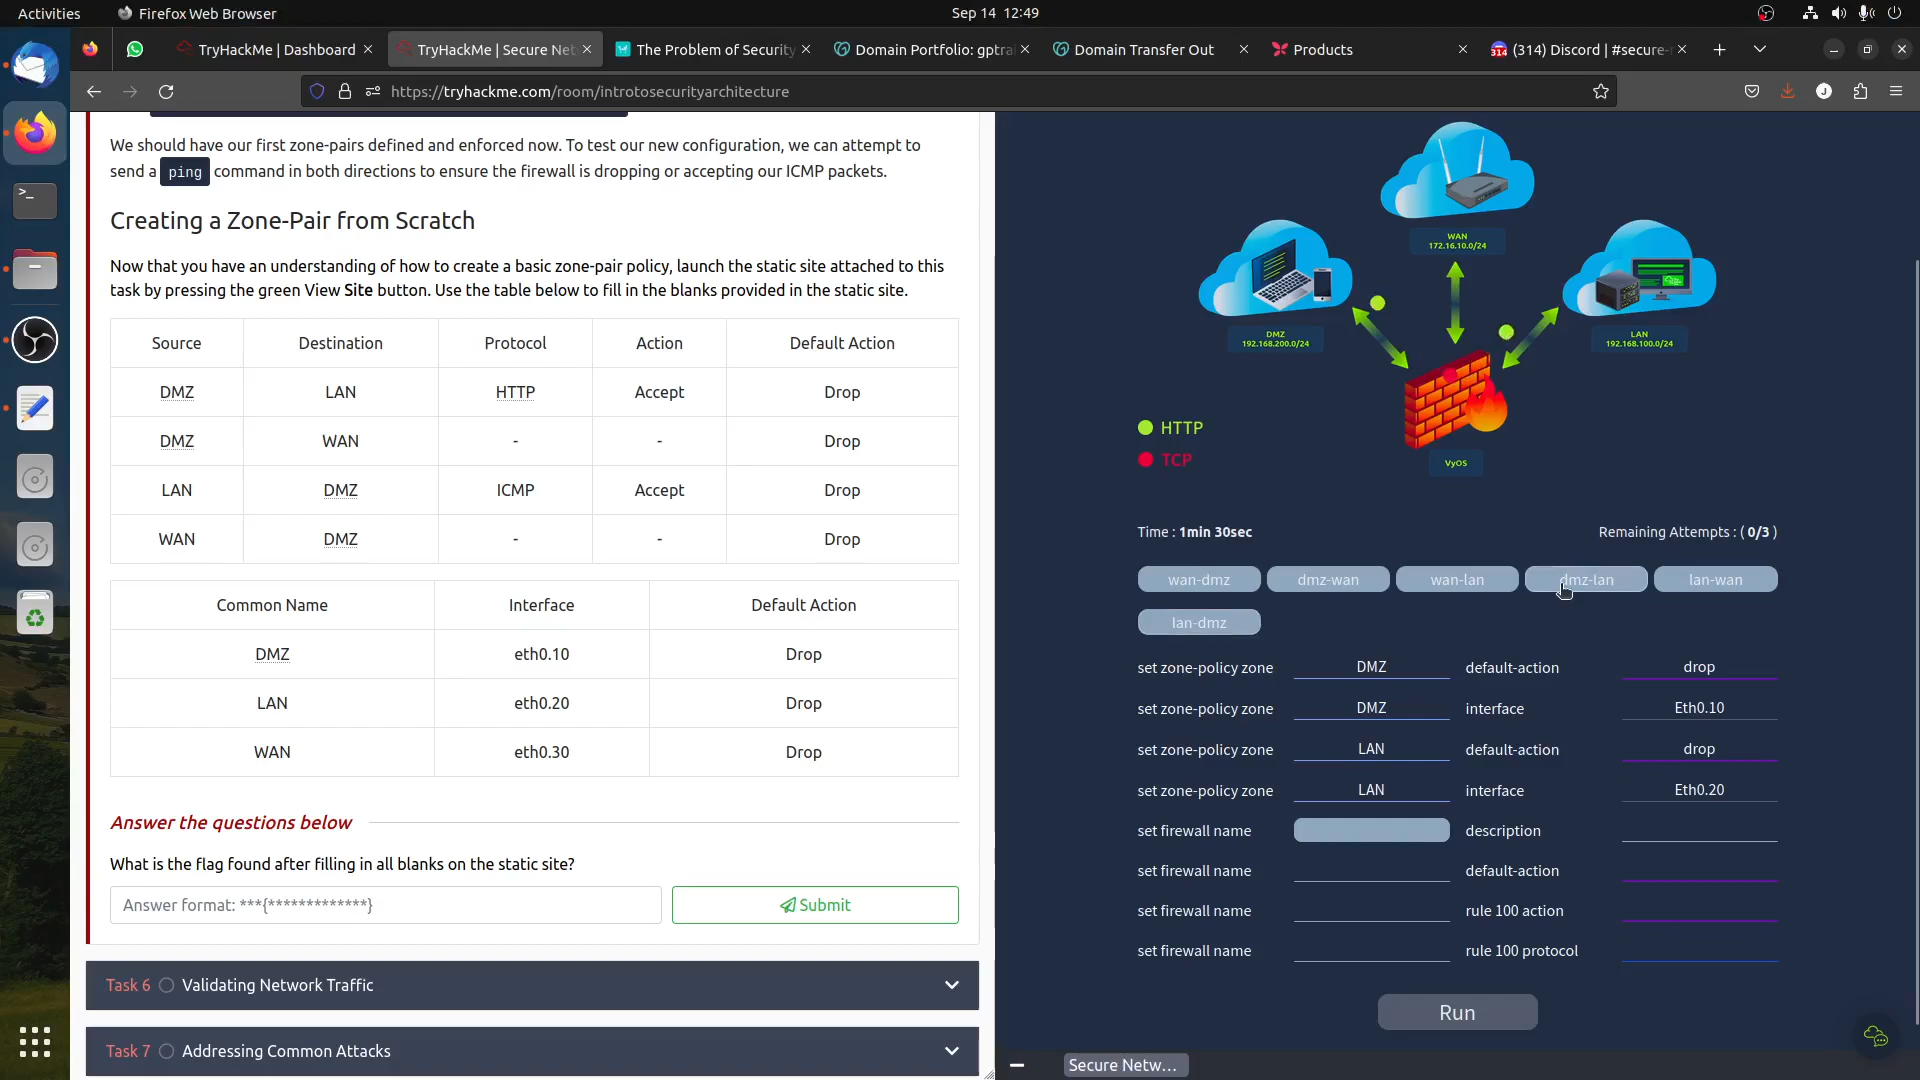 Activities
Firefox Web Browser
Sep 14 12:49
TryHackMe | Dashboard
TryHackMe | Secure Net
The Problem of Security
Domain Portfolio: gptra
Domain Transfer Out
Products
314
(314) Discord | #secure-
https://tryhackme.com/room/introtosecurityarchitecture
J
We should have our first zone-pairs defined and enforced now. To test our new configuration, we can attempt to
send a ping command in both directions to ensure the firewall is dropping or accepting our ICMP packets.
Creating a Zone-Pair from Scratch
Now that you have an understanding of how to create a basic zone-pair policy, launch the static site attached to this
task by pressing the green View Site button. Use the table below to fill in the blanks provided in the static site.
Source Destination Protocol Action Default Action
DMZ LAN HTTP Accept Drop
DMZ WAN - - Drop
LAN DMZ ICMP Accept Drop
WAN DMZ - - Drop
Common Name Interface Default Action
DMZ eth0.10 Drop
LAN eth0.20 Drop
WAN eth0.30 Drop
Answer the questions below
What is the flag found after filling in all blanks on the static site?
Answer format: ***{*************}
Submit
Task 6 Validating Network Traffic
Task 7 Addressing Common Attacks
WAN
172.16.10.0/24
DMZ
192.168.200.0/24
LAN
192.168.100.0/24
HTTP
TCP
VyOS
Time : 1min 30sec
Remaining Attempts : ( 0/3 )
wan-dmz dmz-wan wan-lan dmz-lan lan-wan
lan-dmz
set zone-policy zone DMZ default-action drop
set zone-policy zone DMZ interface Eth0.10
set zone-policy zone LAN default-action drop
set zone-policy zone LAN interface Eth0.20
set firewall name description
set firewall name default-action
set firewall name rule 100 action
set firewall name rule 100 protocol
Run
Secure Netw...